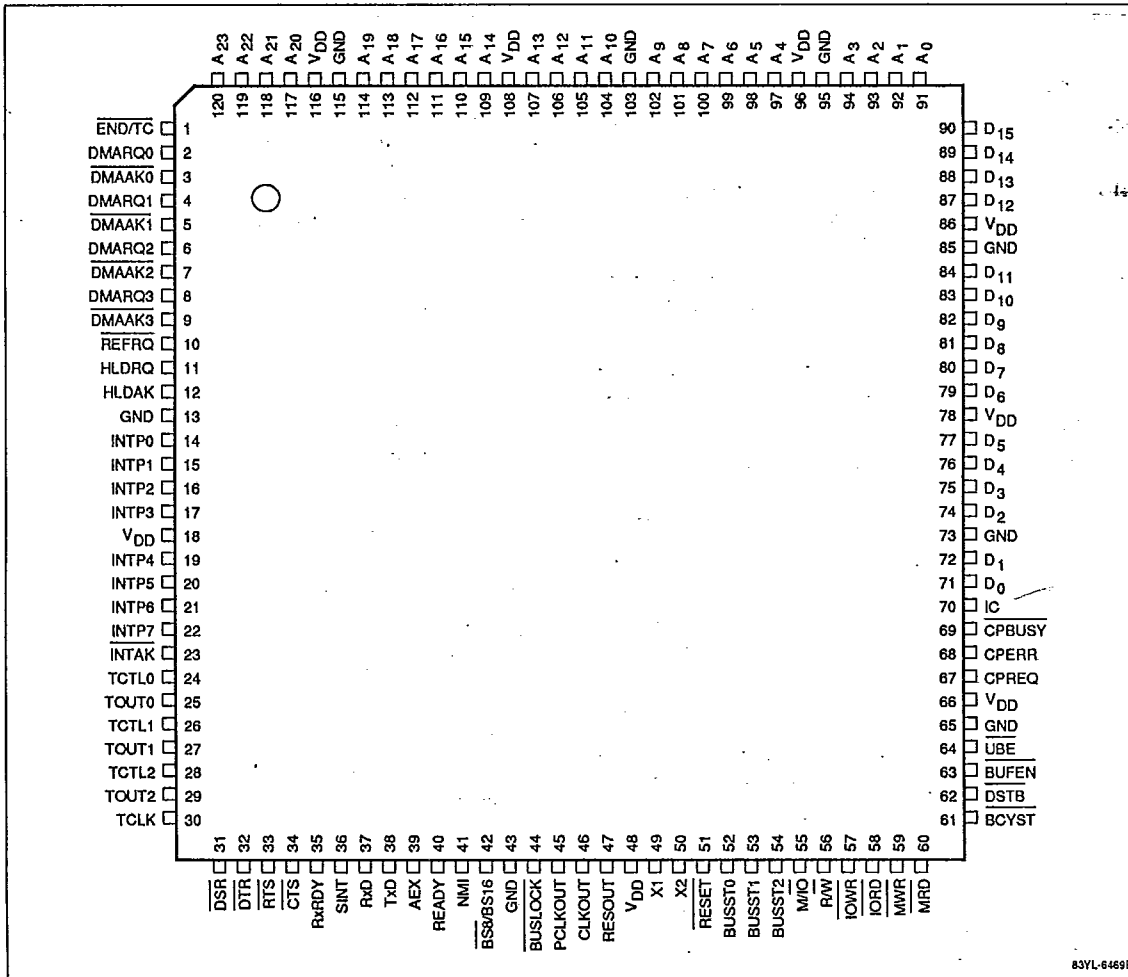 A23 A22 A21 A20 VDD GND A19 A18 A17 A16 A15 A14 VDD A13 A12 A11 A10 GND A9 A8 A7 A6 A5 A4 VDD GND A3 A2 A1 A0
120 119 118 117 116 115 114 113 112 111 110 109 108 107 106 105 104 103 102 101 100 99 98 97 96 95 94 93 92 91
END/TC 1
DMARQ0 2
DMAAK0 3
DMARQ1 4
DMAAK1 5
DMARQ2 6
DMAAK2 7
DMARQ3 8
DMAAK3 9
REFRQ 10
HLDRQ 11
HLDAK 12
GND 13
INTP0 14
INTP1 15
INTP2 16
INTP3 17
VDD 18
INTP4 19
INTP5 20
INTP6 21
INTP7 22
INTAK 23
TCTL0 24
TOUT0 25
TCTL1 26
TOUT1 27
TCTL2 28
TOUT2 29
TCLK 30
90 D15
89 D14
88 D13
87 D12
86 VDD
85 GND
84 D11
83 D10
82 D9
81 D8
80 D7
79 D6
78 VDD
77 D5
76 D4
75 D3
74 D2
73 GND
72 D1
71 D0
70 IC
69 CPBUSY
68 CPERR
67 CPREQ
66 VDD
65 GND
64 UBE
63 BUFEN
62 DSTB
61 BCYST
31 32 33 34 35 36 37 38 39 40 41 42 43 44 45 46 47 48 49 50 51 52 53 54 55 56 57 58 59 60
DSR DTR RTS CTS RxRDY SINT RxD TxD AEX READY NMI BS8/BS16 GND BUSLOCK PCLKOUT CLKOUT RESOUT VDD X1 X2 RESET BUSST0 BUSST1 BUSST2 M/IO R/W IOWR IORD MWR MRD